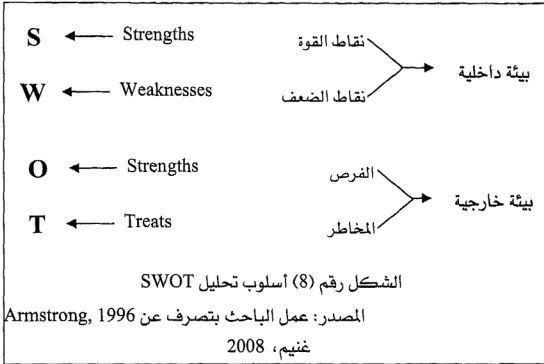 S Strengths نقاط القوة
بيئة داخلية
W Weaknesses نقاط الضعف
O Strengths الفرص
بيئة خارجية
T Treats المخاطر
الشكل رقم (8) أسلوب تحليل SWOT
المصدر: عمل الباحث بتصرف عن Armstrong, 1996
غنيم، 2008